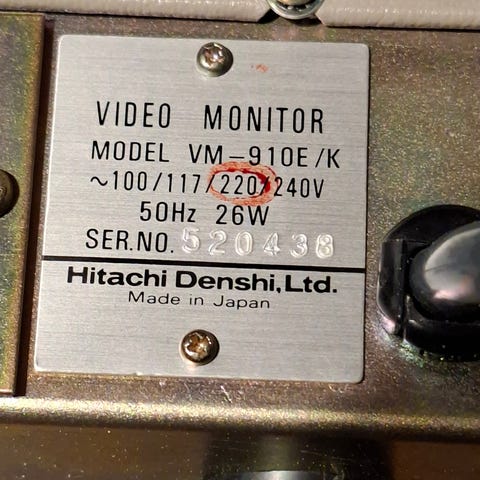 VIDEO MONITOR
MODEL VM-910E/K
~100/117/220/240V
50Hz 26W
SER.NO. 520438
Hitachi Denshi,Ltd.
Made in Japan